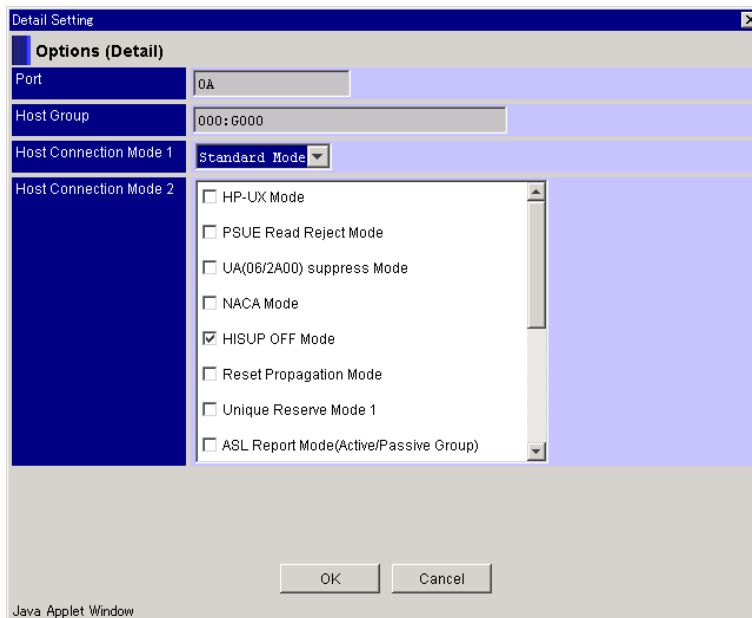 Detail Setting
Options (Detail)
Port
0A
Host Group
000:G000
Host Connection Mode 1
Standard Mode
Host Connection Mode 2
HP-UX Mode
PSUE Read Reject Mode
UA(06/2A00) suppress Mode
NACA Mode
HISUP OFF Mode
Reset Propagation Mode
Unique Reserve Mode 1
ASL Report Mode(Active/Passive Group)
OK Cancel
Java Applet Window